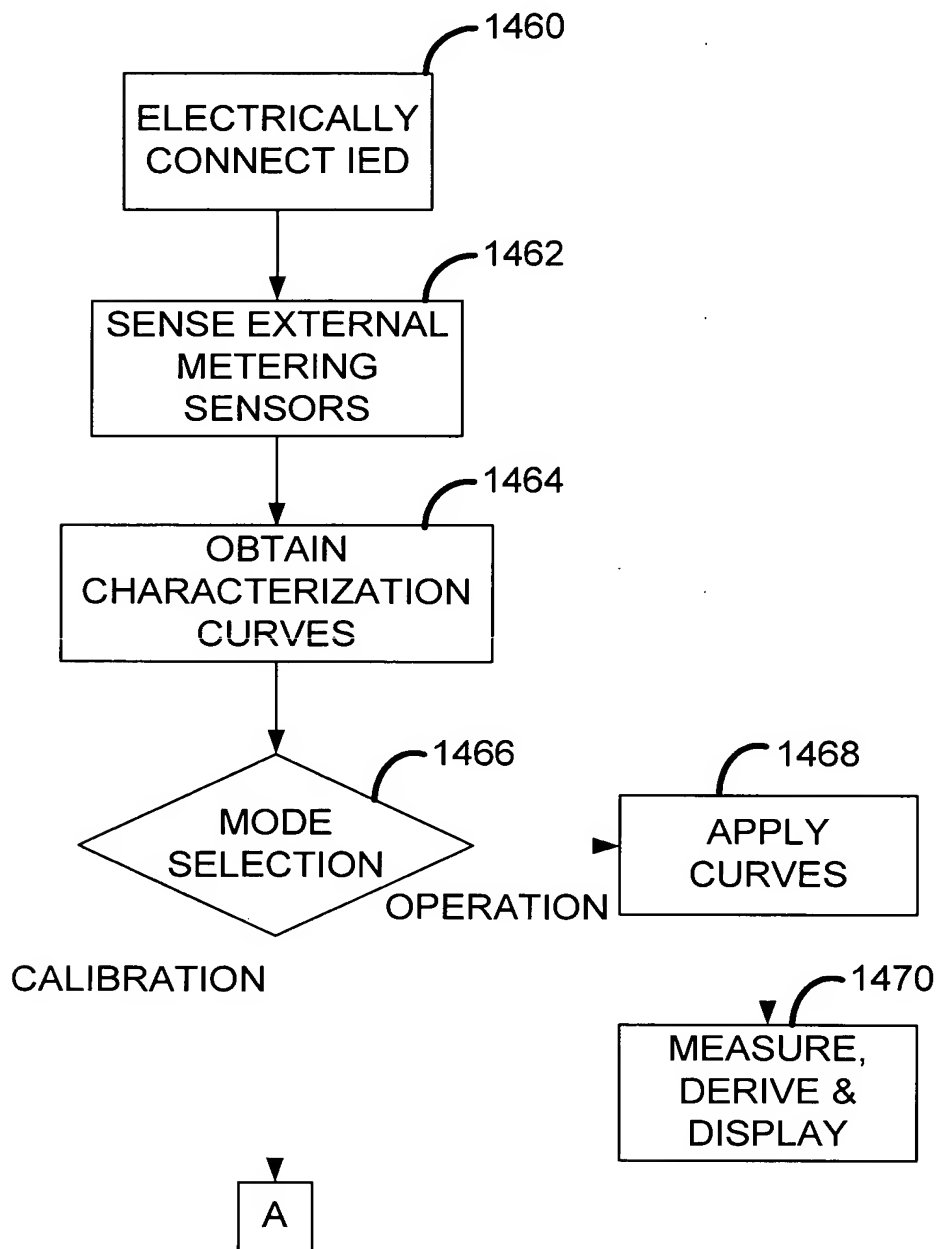 1460
ELECTRICALLY
CONNECT IED
1462
SENSE EXTERNAL
METERING
SENSORS
1464
OBTAIN
CHARACTERIZATION
CURVES
1466
MODE
SELECTION
1468
APPLY
CURVES
OPERATION
CALIBRATION
1470
MEASURE,
DERIVE &
DISPLAY
A